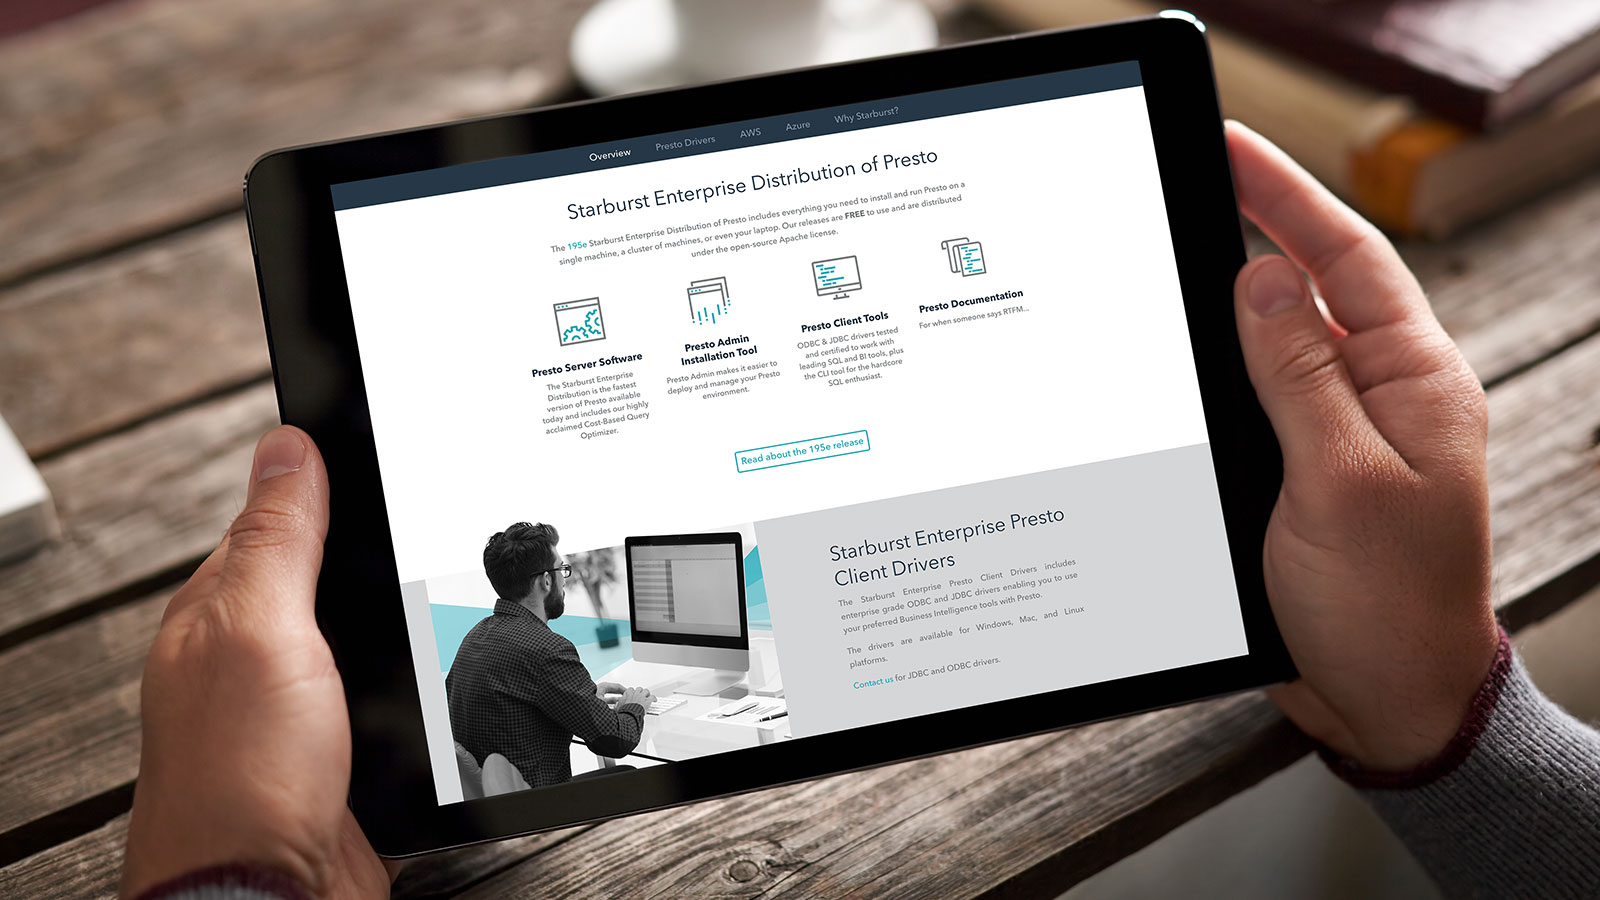 Overview Presto Drivers AWS Azure Why Starburst?
Starburst Enterprise Distribution of Presto
The 195e Starburst Enterprise Distribution of Presto includes everything you need to install and run Presto on a
single machine, a cluster of machines, or even your laptop. Our releases are FREE to use and are distributed
under the open-source Apache license.
Presto Server Software
The Starburst Enterprise
Distribution is the fastest
version of Presto available
today and includes our highly
acclaimed Cost-Based Query
Optimizer.
Presto Admin
Installation Tool
Presto Admin makes it easier to
deploy and manage your Presto
environment.
Presto Client Tools
ODBC & JDBC drivers tested
and certified to work with
leading SQL and BI tools, plus
the CLI tool for the hardcore
SQL enthusiast.
Presto Documentation
For when someone says RTFM...
Read about the 195e release
Starburst Enterprise Presto
Client Drivers
The Starburst Enterprise Presto Client Drivers includes
enterprise grade ODBC and JDBC drivers enabling you to use
your preferred Business Intelligence tools with Presto.
The drivers are available for Windows, Mac, and Linux
platforms.
Contact us for JDBC and ODBC drivers.